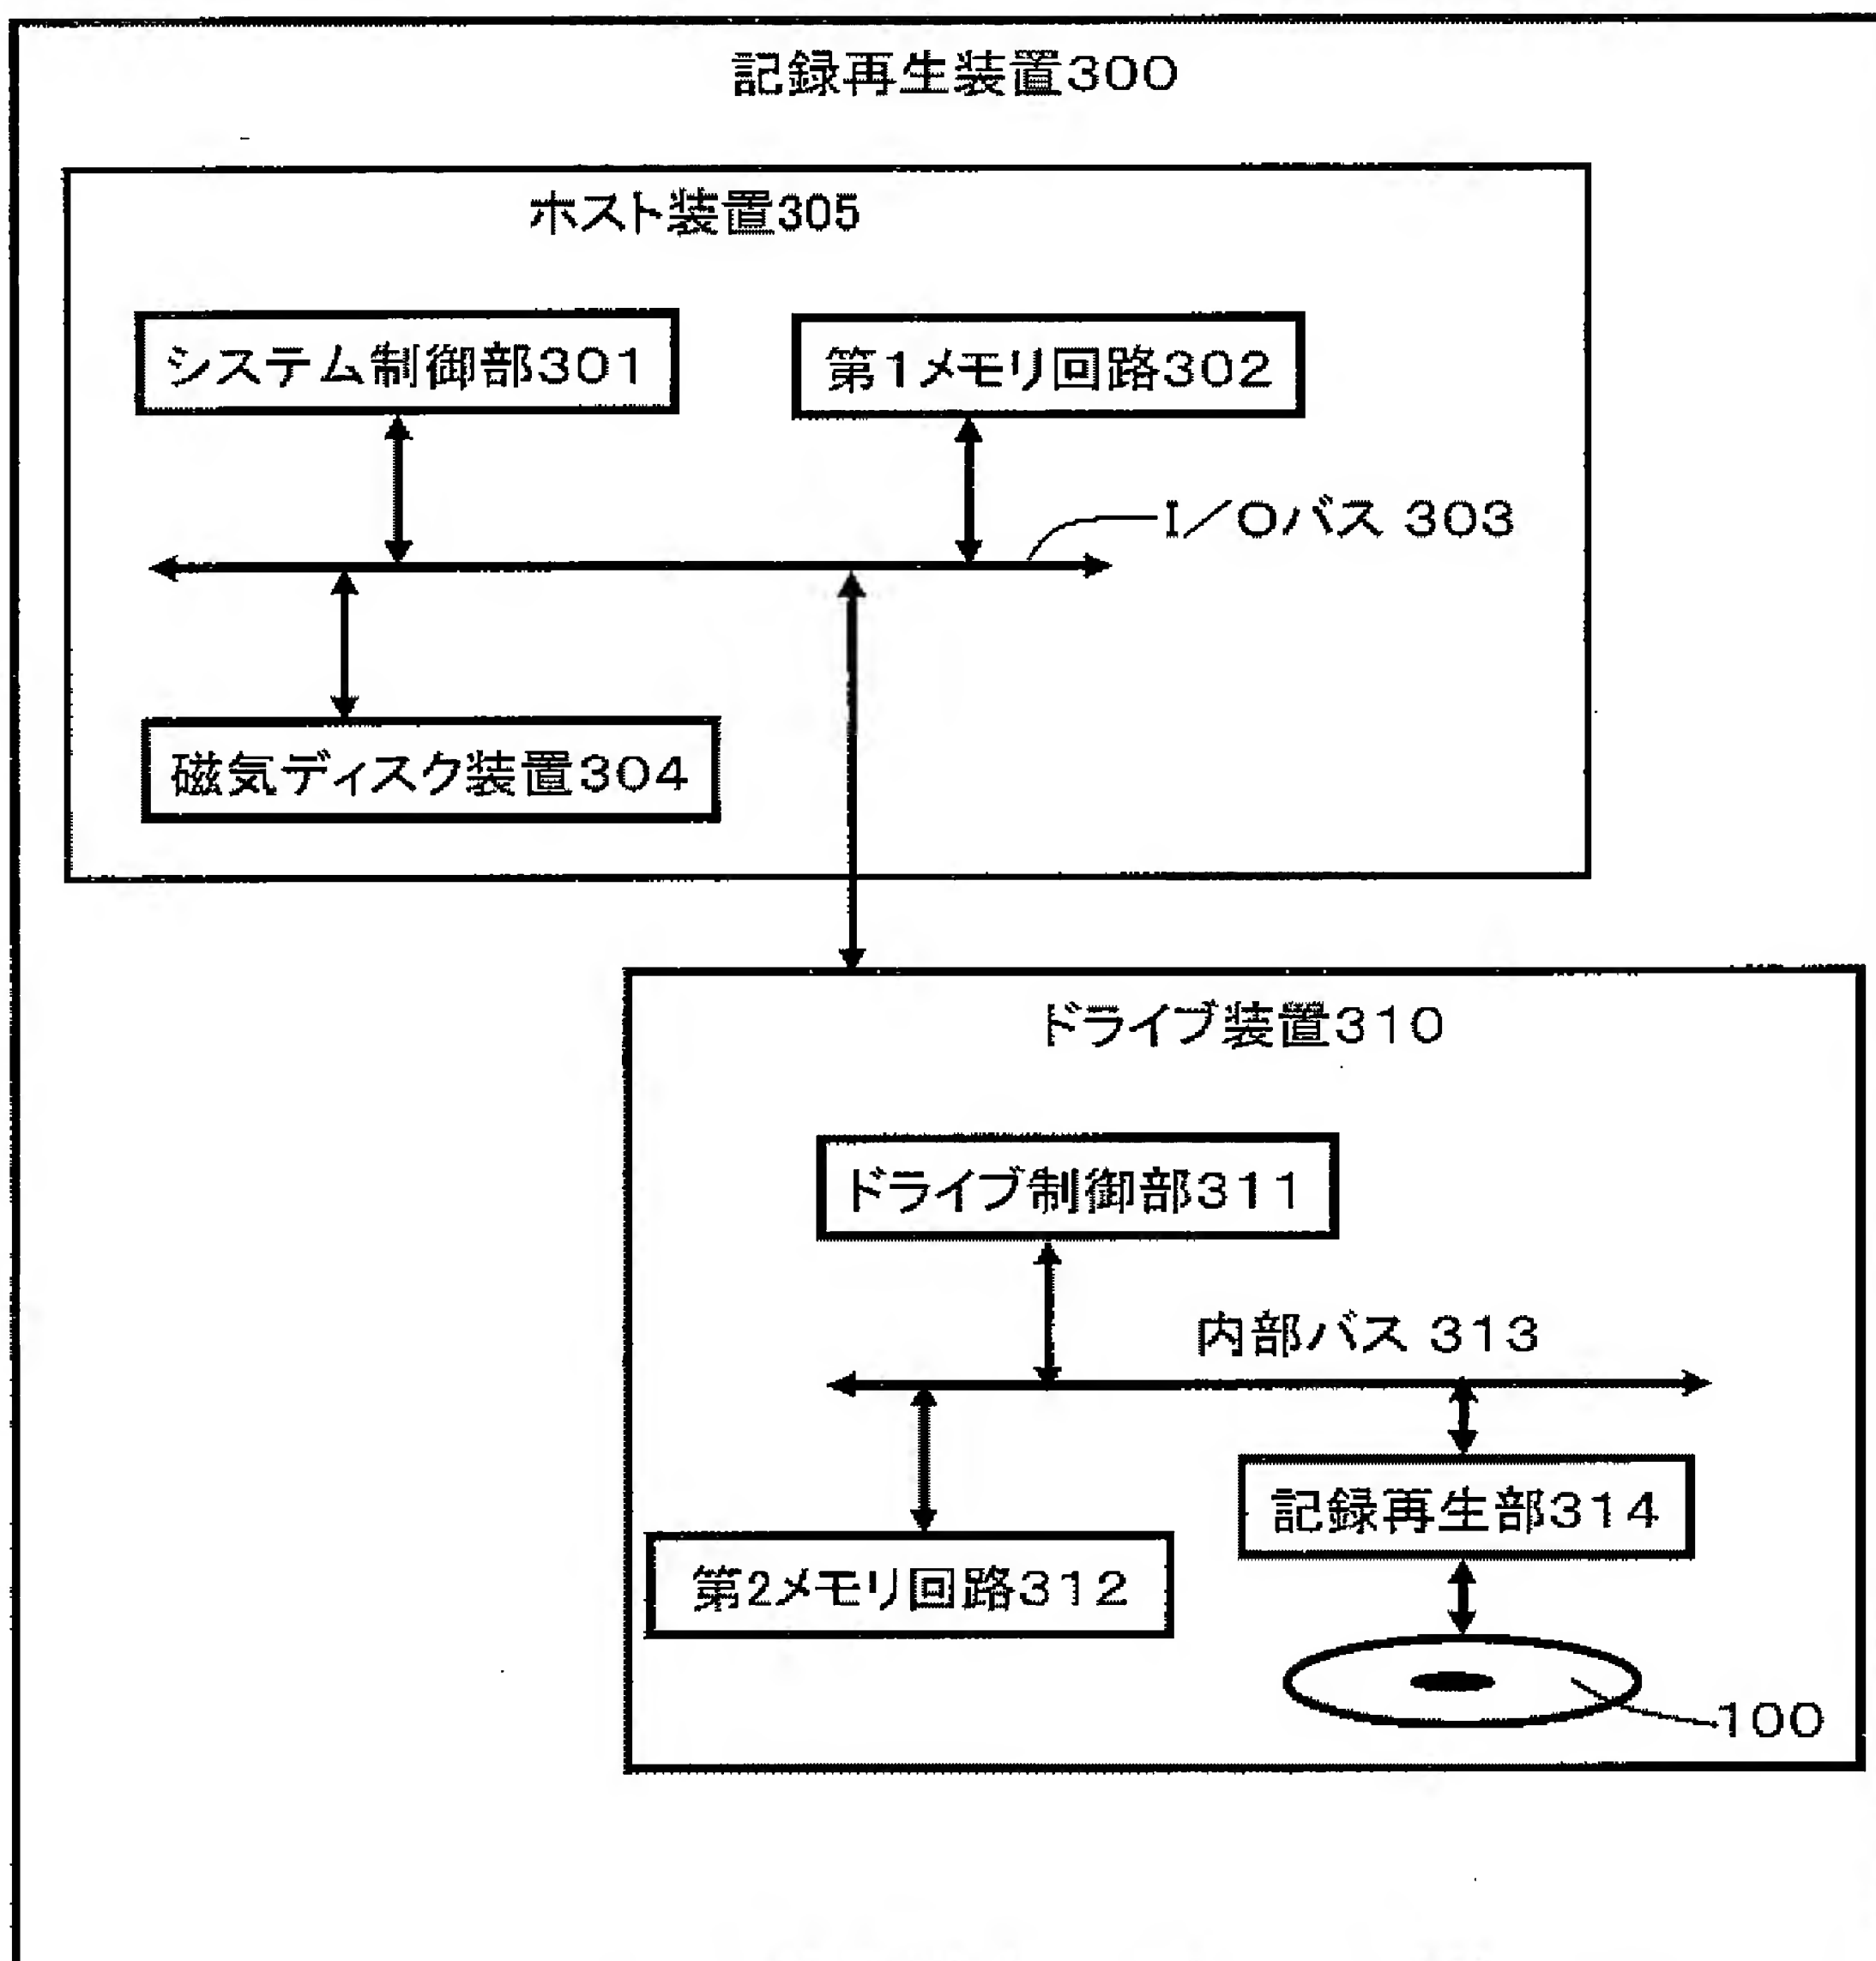 記録再生装置300
ホスト装置305
システム制御部301
第1メモリ回路302
I／Oバス 303
磁気ディスク装置304
ドライブ装置310
ドライブ制御部311
内部バス 313
記録再生部314
第2メモリ回路312
100